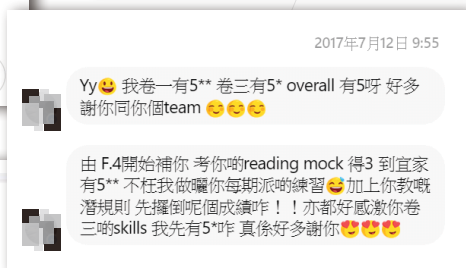 2017年7月12日 9:55
Yy😃 我卷一有5** 卷三有5* overall 有5呀 好多
謝你同你個team ☺️☺️☺️
由 F.4開始補你 考你啲reading mock 得3 到宜家
有5** 不枉我做曬你每期派啲練習😅加上你教嘅
潛規則 先攞倒呢個成績咋！！亦都好感激你卷
三啲skills 我先有5*咋 真係好多謝你😍😍😍